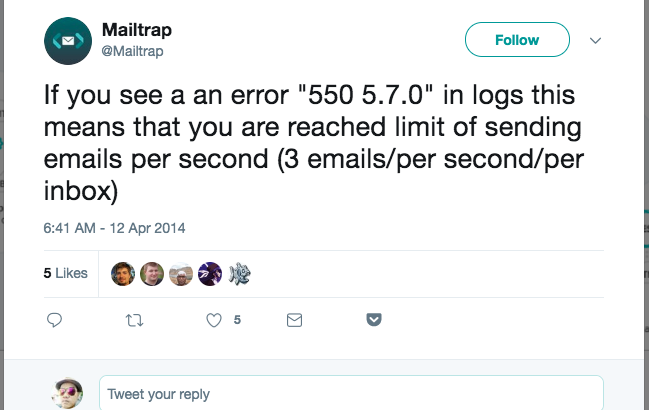 Mailtrap
@Mailtrap
Follow
If you see a an error "550 5.7.0" in logs this
means that you are reached limit of sending
emails per second (3 emails/per second/per
inbox)
6:41 AM - 12 Apr 2014
5 Likes
5
Tweet your reply